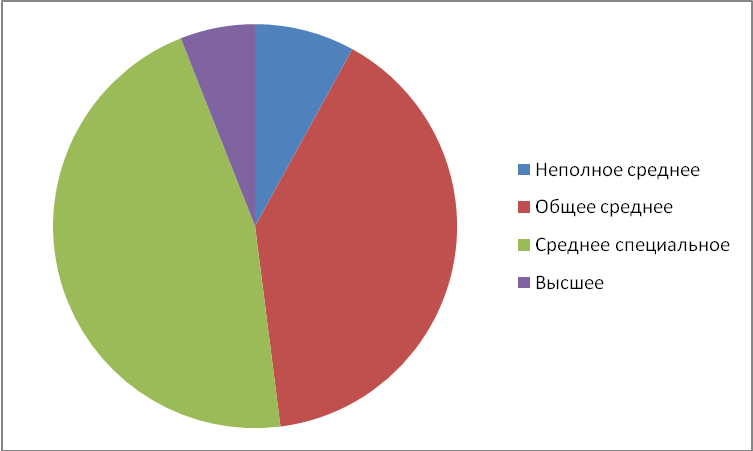 Неполное среднее
Общее среднее
Среднее специальное
Высшее